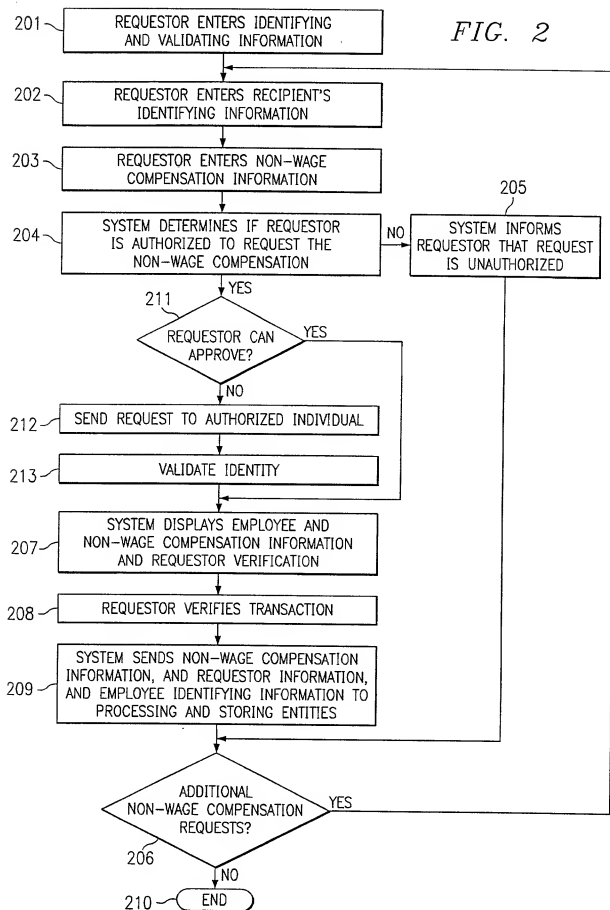 FIG. 2
201
REQUESTOR ENTERS IDENTIFYING
AND VALIDATING INFORMATION
202
REQUESTOR ENTERS RECIPIENT'S
IDENTIFYING INFORMATION
203
REQUESTOR ENTERS NON-WAGE
COMPENSATION INFORMATION
204
SYSTEM DETERMINES IF REQUESTOR
IS AUTHORIZED TO REQUEST THE
NON-WAGE COMPENSATION
NO
205
SYSTEM INFORMS
REQUESTOR THAT REQUEST
IS UNAUTHORIZED
YES
211
REQUESTOR CAN
APPROVE?
YES
NO
212
SEND REQUEST TO AUTHORIZED INDIVIDUAL
213
VALIDATE IDENTITY
207
SYSTEM DISPLAYS EMPLOYEE AND
NON-WAGE COMPENSATION INFORMATION
AND REQUESTOR VERIFICATION
208
REQUESTOR VERIFIES TRANSACTION
209
SYSTEM SENDS NON-WAGE COMPENSATION
INFORMATION, AND REQUESTOR INFORMATION,
AND EMPLOYEE IDENTIFYING INFORMATION TO
PROCESSING AND STORING ENTITIES
ADDITIONAL
NON-WAGE COMPENSATION
REQUESTS?
YES
206
NO
210
END